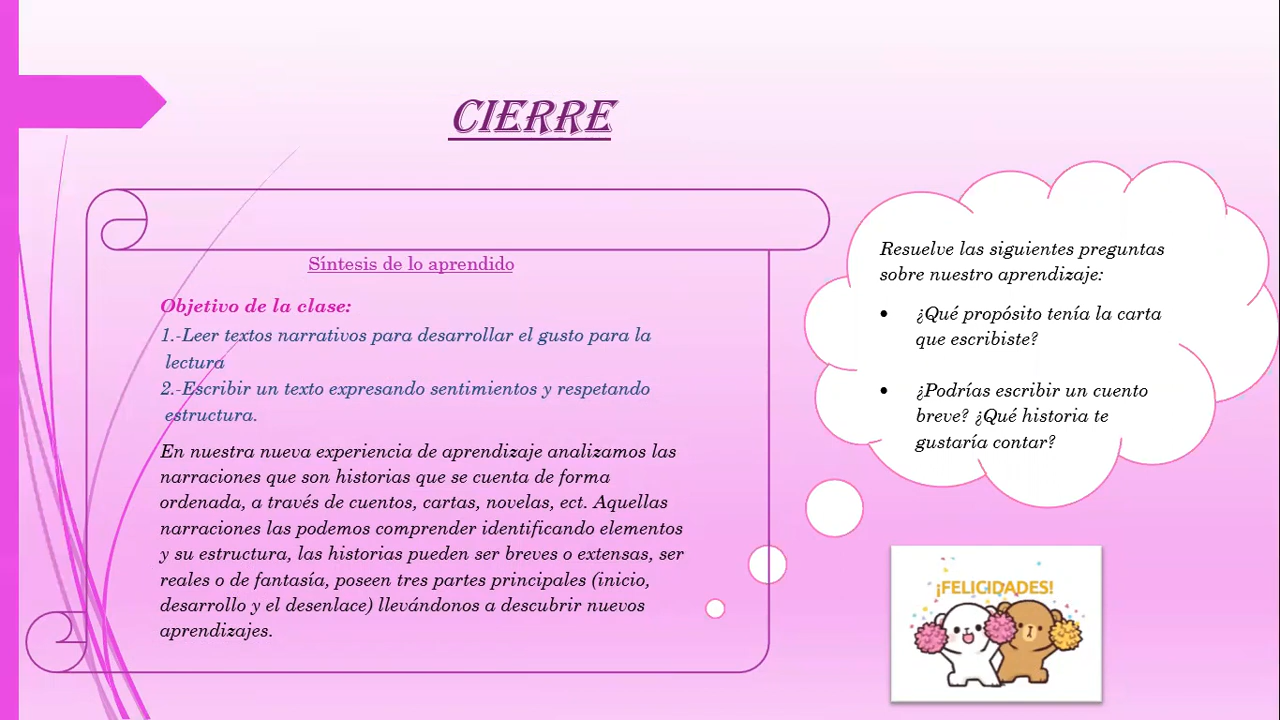 CIERRE
Síntesis de lo aprendido
Objetivo de la clase:
1.-Leer textos narrativos para desarrollar el gusto para la
lectura
2.-Escribir un texto expresando sentimientos y respetando
estructura.
En nuestra nueva experiencia de aprendizaje analizamos las
narraciones que son historias que se cuenta de forma
ordenada, a través de cuentos, cartas, novelas, ect. Aquellas
narraciones las podemos comprender identificando elementos
y su estructura, las historias pueden ser breves o extensas, ser
reales o de fantasía, poseen tres partes principales (inicio,
desarrollo y el desenlace) llevándonos a descubrir nuevos
aprendizajes.
Resuelve las siguientes preguntas
sobre nuestro aprendizaje:
• ¿Qué propósito tenía la carta
que escribiste?
• ¿Podrías escribir un cuento
breve? ¿Qué historia te
gustaría contar?
¡FELICIDADES!